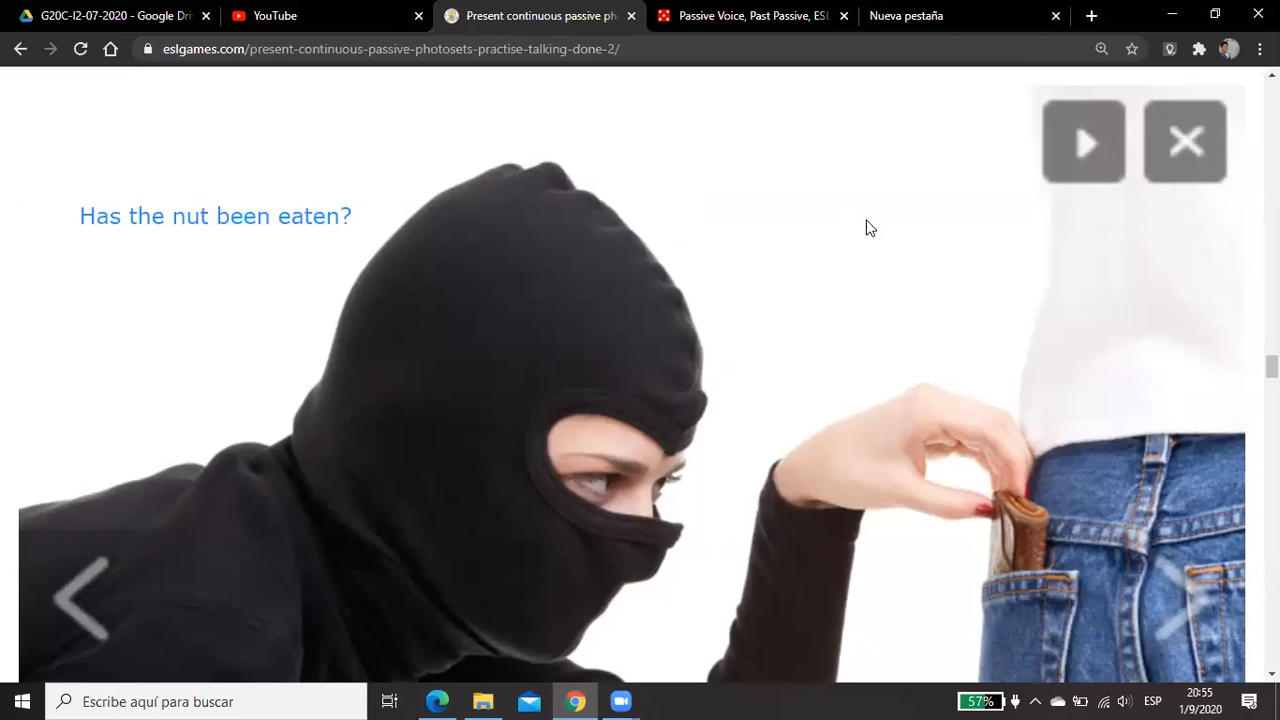 G20C-I2-07-2020 - Google Dri
YouTube
Present continuous passive ph
Passive Voice, Past Passive, ESL
Nueva pestaña
eslgames.com/present-continuous-passive-photosets-practise-talking-done-2/
Has the nut been eaten?
Escribe aquí para buscar
57%
ESP
20:55
1/9/2020